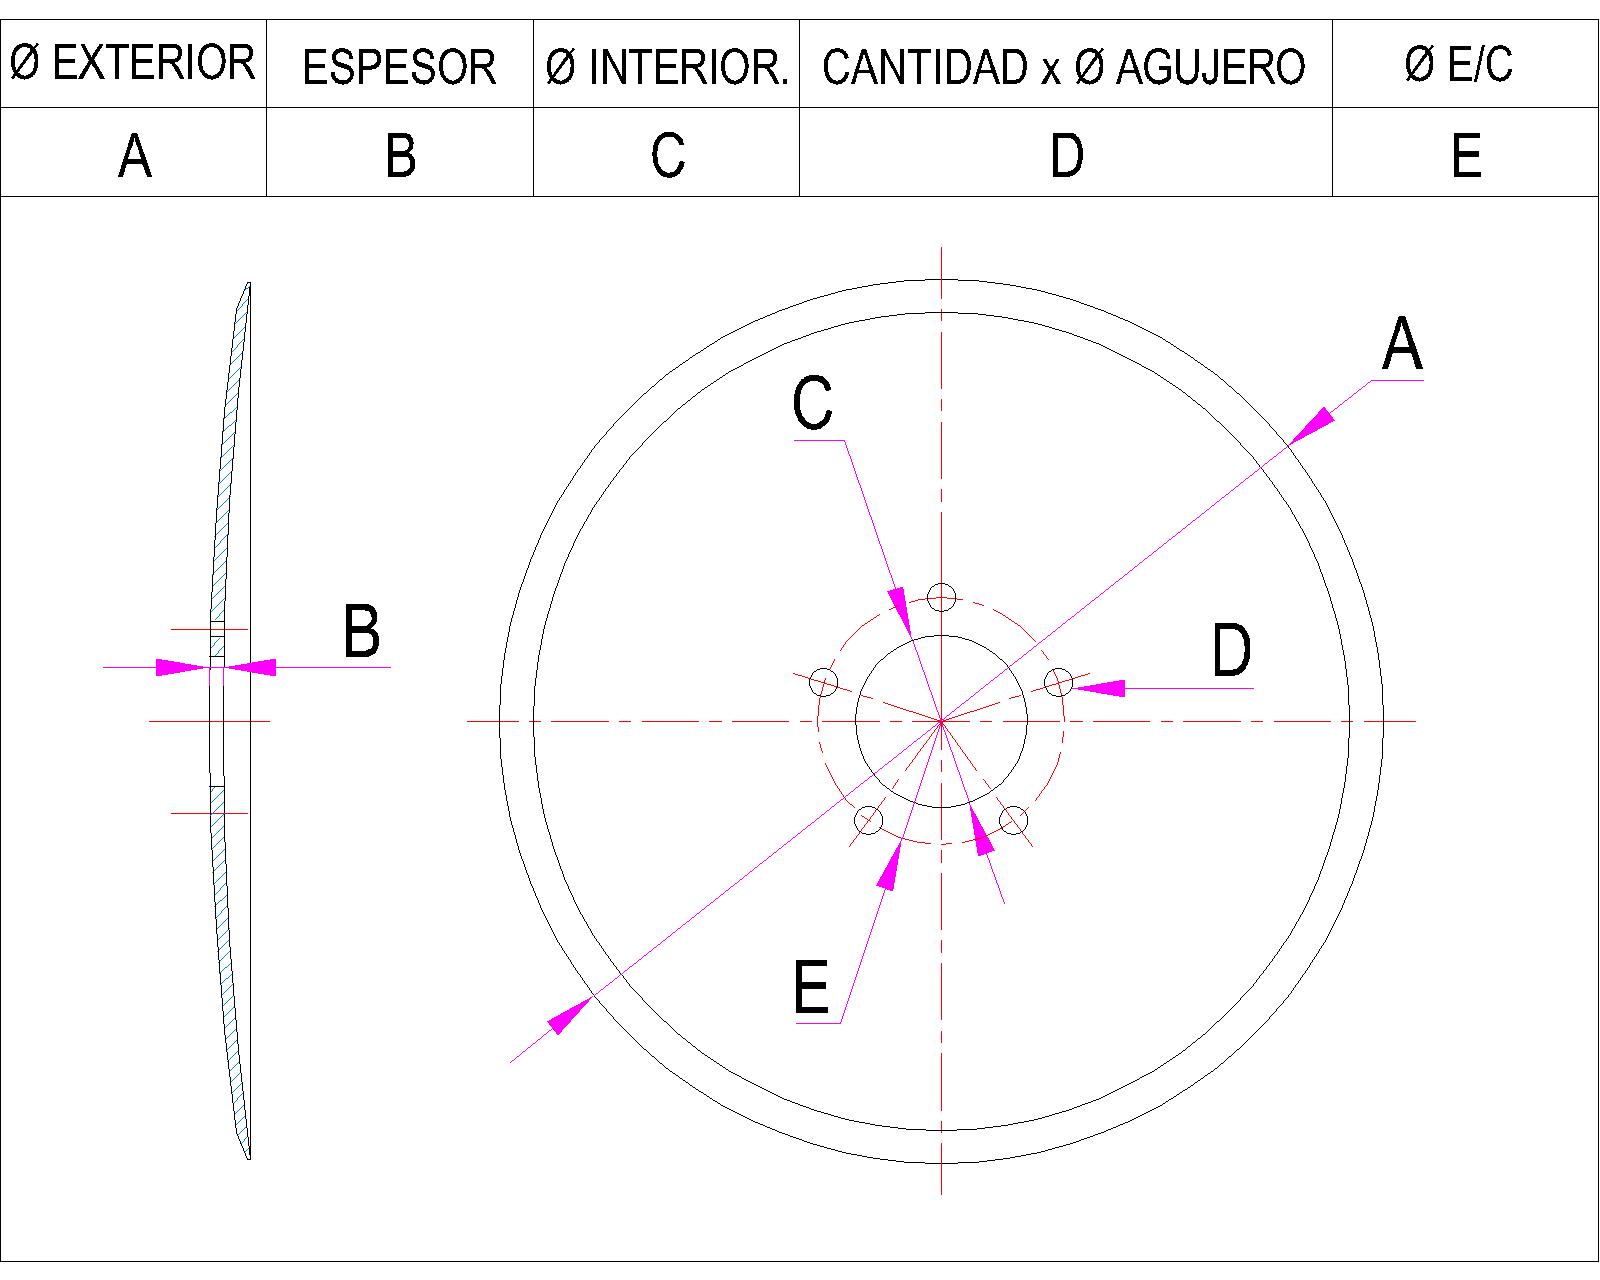 Ø EXTERIOR ESPESOR Ø INTERIOR. CANTIDAD x Ø AGUJERO Ø E/C
A B C D E
A
C
B
D
E